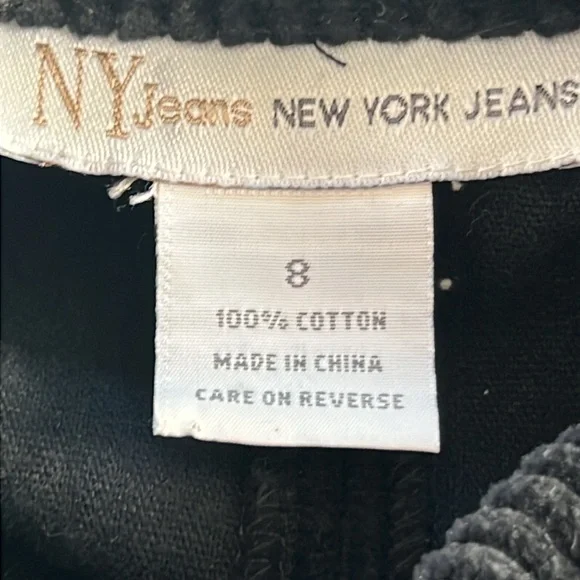 NY Jeans NEW YORK JEANS
8
100% COTTON
MADE IN CHINA
CARE ON REVERSE